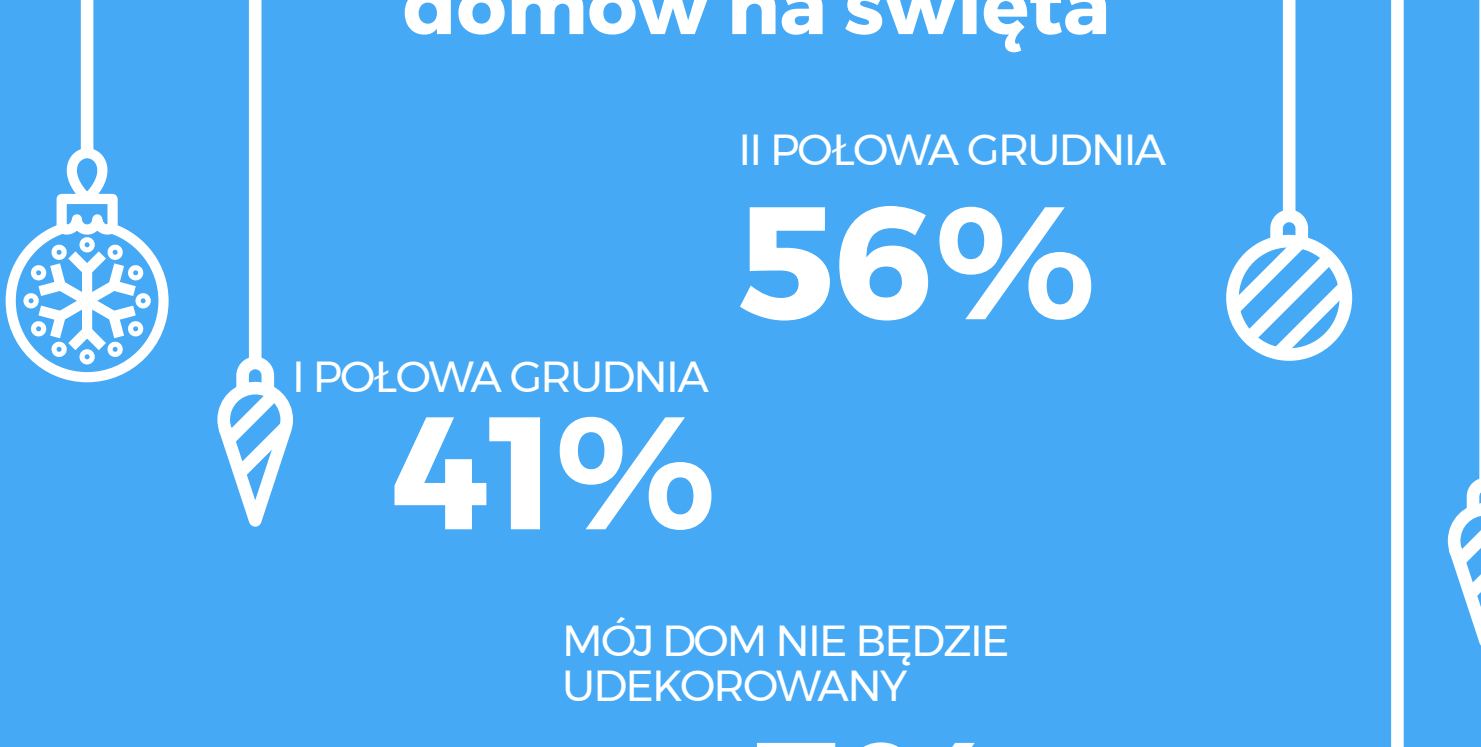 domów na święta
II POŁOWA GRUDNIA
56%
I POŁOWA GRUDNIA
41%
MÓJ DOM NIE BĘDZIE
UDEKOROWANY